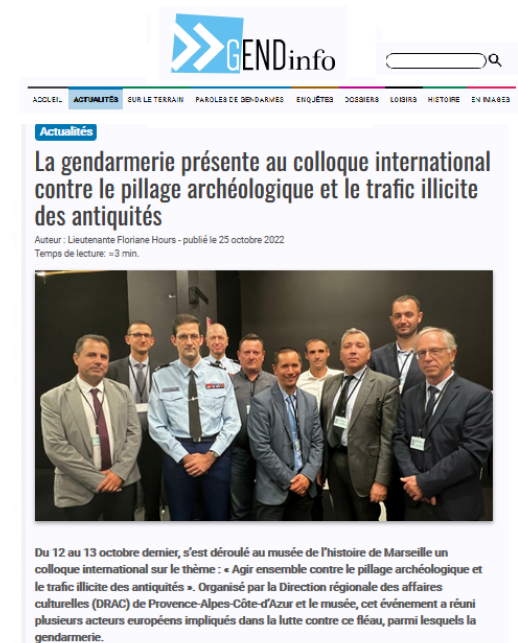 GENDinfo
ACCUEIL ACTUALITÉS SUR LE TERRAIN PAROLES DE GENDARMES ENQUÊTES DOSSIERS LOISIRS HISTOIRE EN IMAGES
Actualités
La gendarmerie présente au colloque international
contre le pillage archéologique et le trafic illicite
des antiquités
Auteur : Lieutenante Floriane Hours - publié le 25 octobre 2022
Temps de lecture: ≈3 min.
Du 12 au 13 octobre dernier, s’est déroulé au musée de l’histoire de Marseille un
colloque international sur le thème : « Agir ensemble contre le pillage archéologique et
le trafic illicite des antiquités ». Organisé par la Direction régionale des affaires
culturelles (DRAC) de Provence-Alpes-Côte-d’Azur et le musée, cet événement a réuni
plusieurs acteurs européens impliqués dans la lutte contre ce fléau, parmi lesquels la
gendarmerie.